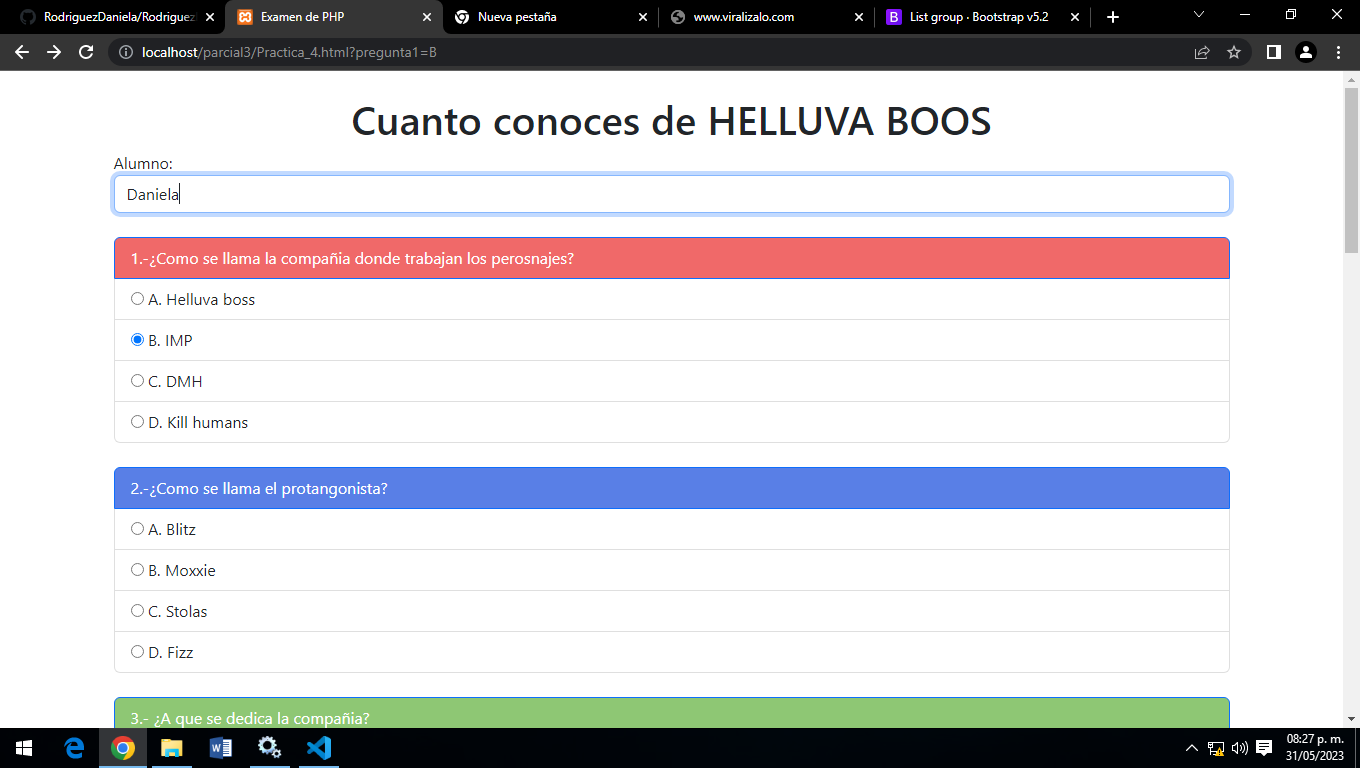 RodriguezDaniela/Rodriguez
Examen de PHP
Nueva pestaña
www.viralizalo.com
B List group · Bootstrap v5.2
localhost/parcial3/Practica_4.html?pregunta1=B
Cuanto conoces de HELLUVA BOOS
Alumno:
Daniela
1.-¿Como se llama la compañia donde trabajan los perosnajes?
A. Helluva boss
B. IMP
C. DMH
D. Kill humans
2.-¿Como se llama el protangonista?
A. Blitz
B. Moxxie
C. Stolas
D. Fizz
3.- ¿A que se dedica la compañia?
08:27 p. m.
31/05/2023